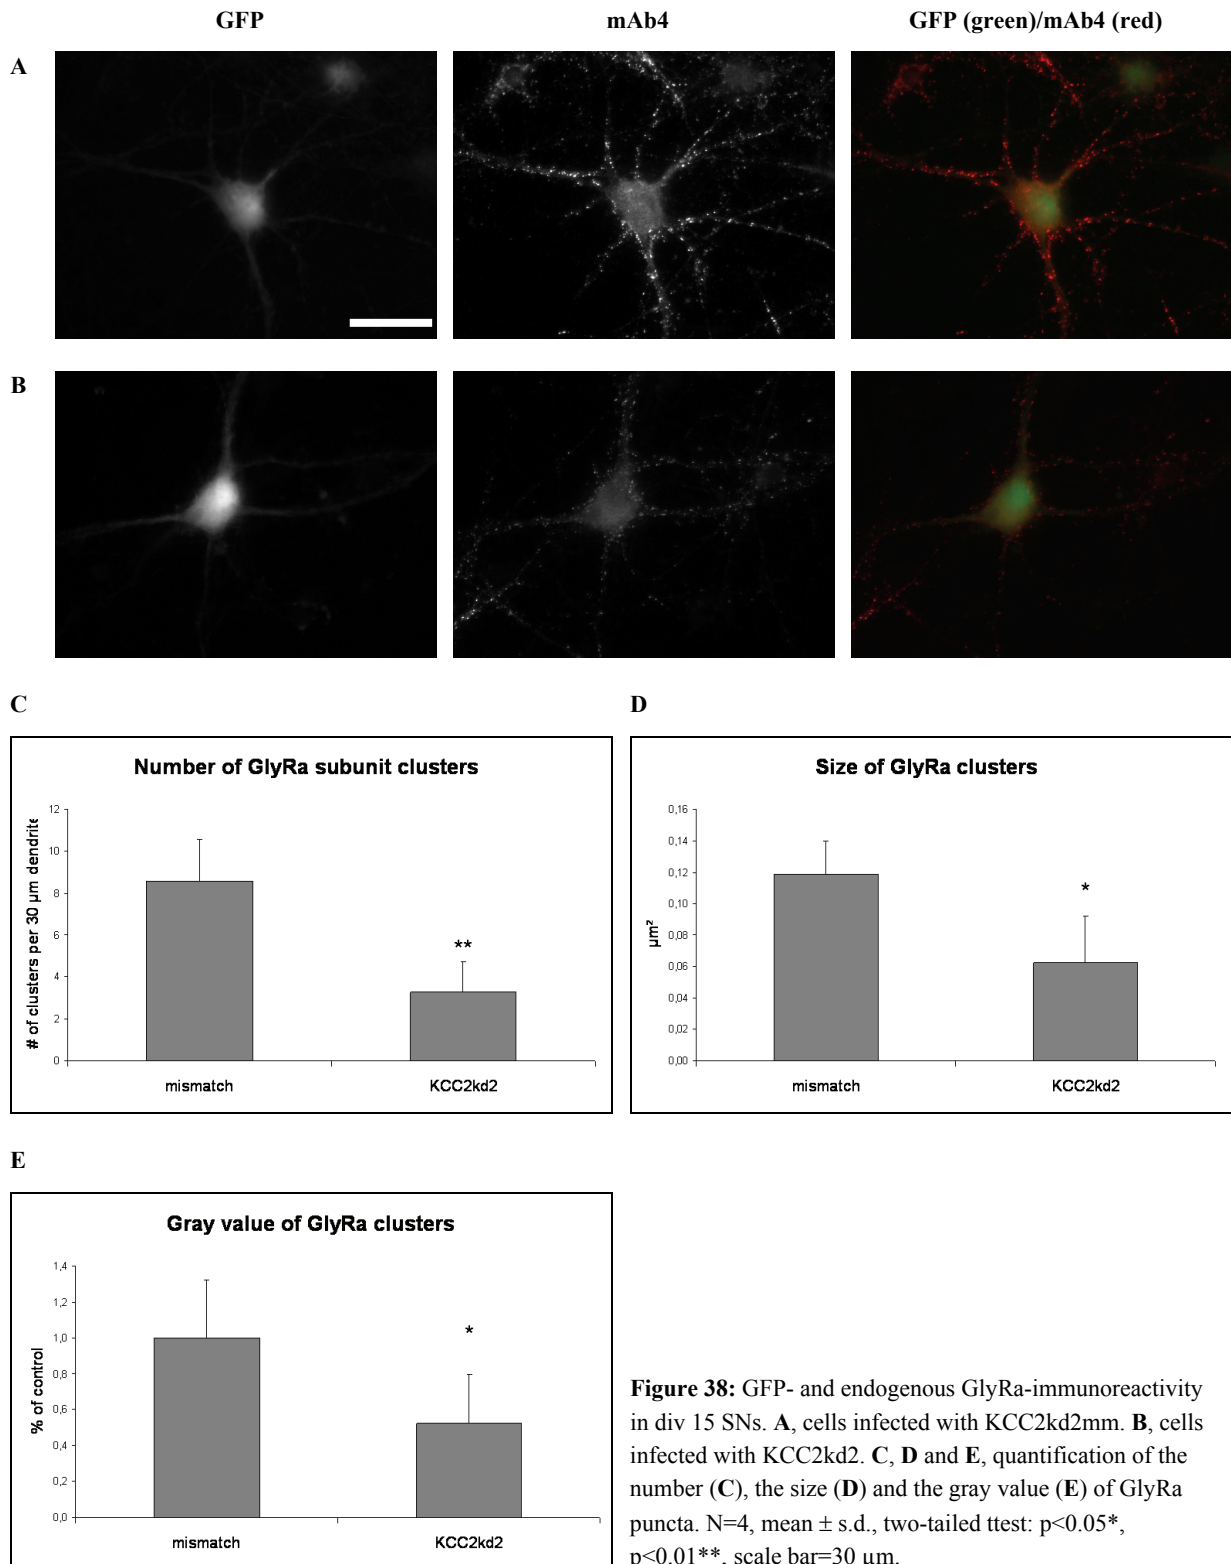 GFP mAb4 GFP (green)/mAb4 (red)
A
B
C
D
Number of GlyRa subunit clusters
# of clusters per 30 µm dendrite
12
10
8
6
4
2
0
**
mismatch KCC2kd2
Size of GlyRa clusters
µm²
0,16
0,14
0,12
0,10
0,08
0,06
0,04
0,02
0,00
*
mismatch KCC2kd2
E
Gray value of GlyRa clusters
% of control
1,4
1,2
1,0
0,8
0,6
0,4
0,2
0,0
*
mismatch KCC2kd2
Figure 38: GFP- and endogenous GlyRa-immunoreactivity
in div 15 SNs. A, cells infected with KCC2kd2mm. B, cells
infected with KCC2kd2. C, D and E, quantification of the
number (C), the size (D) and the gray value (E) of GlyRa
puncta. N=4, mean ± s.d., two-tailed ttest: p<0.05*,
p<0.01**, scale bar=30 µm.